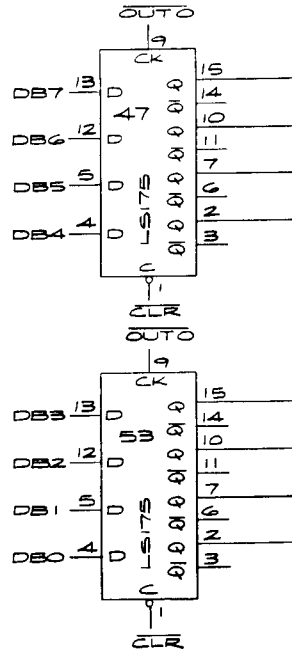 OUT0
9
CK
15
Q
14
Q
10
Q
11
Q
7
Q
6
Q
2
Q
3
Q
DB7 13 D
47
DB6 12 D
DB5 5 D
DB4 4 D
LS175
C
1
CLR
OUT0
9
CK
15
Q
14
Q
10
Q
11
Q
7
Q
6
Q
2
Q
3
Q
DB3 13 D
53
DB2 12 D
DB1 5 D
DB0 4 D
LS175
C
1
CLR